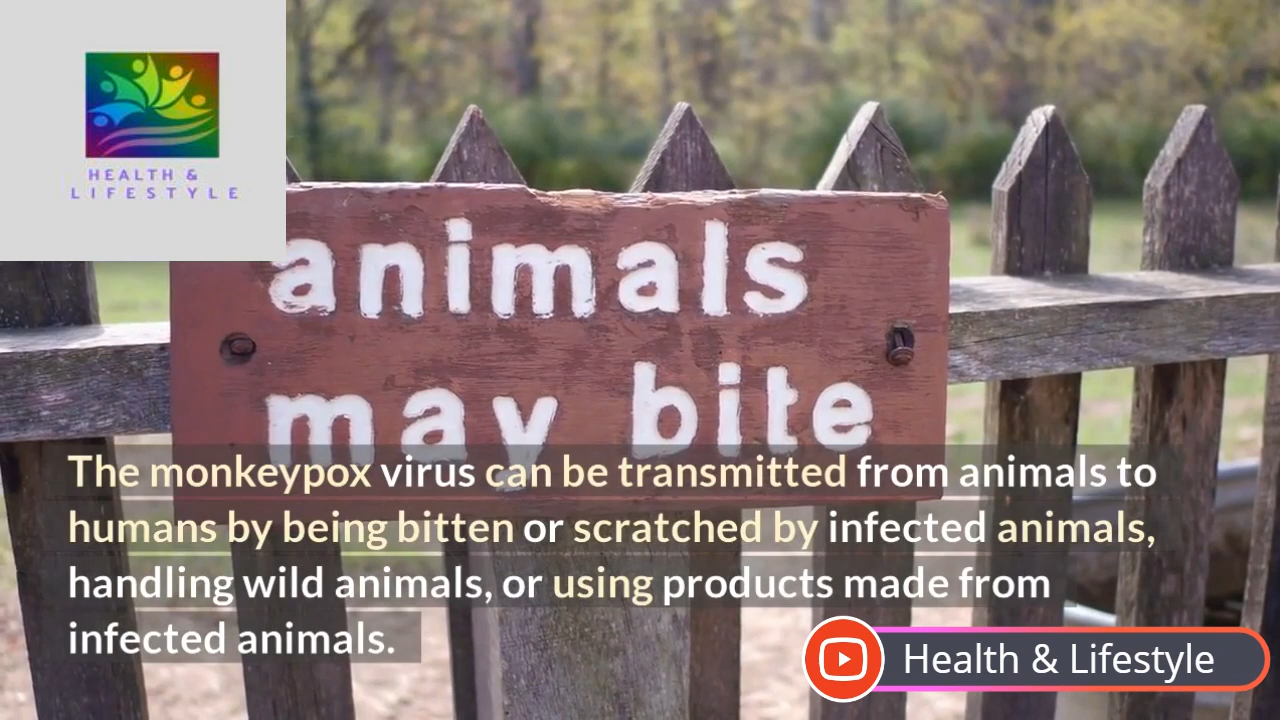 HEALTH &
LIFESTYLE
animals
may bite
The monkeypox virus can be transmitted from animals to
humans by being bitten or scratched by infected animals,
handling wild animals, or using products made from
infected animals.
Health & Lifestyle